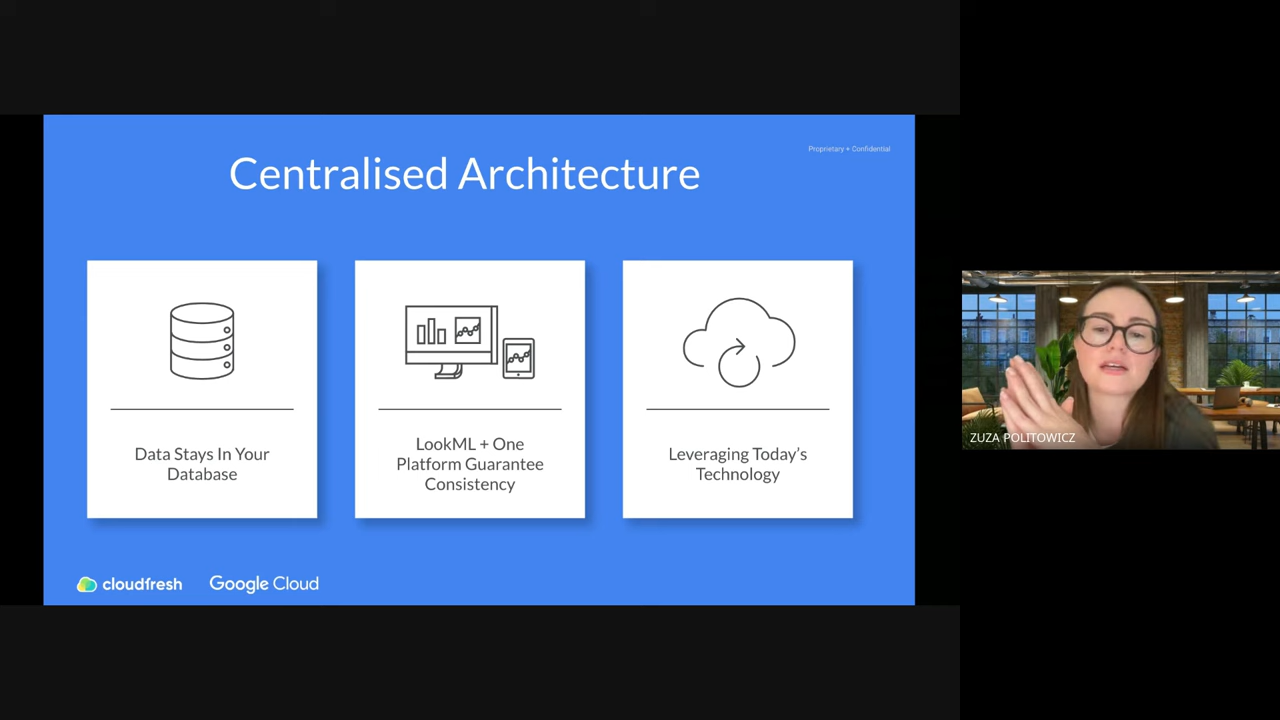 Proprietary + Confidential
Centralised Architecture
Data Stays In Your
Database
LookML + One
Platform Guarantee
Consistency
Leveraging Today's
Technology
cloudfresh Google Cloud
ZUZA POLITOWICZ